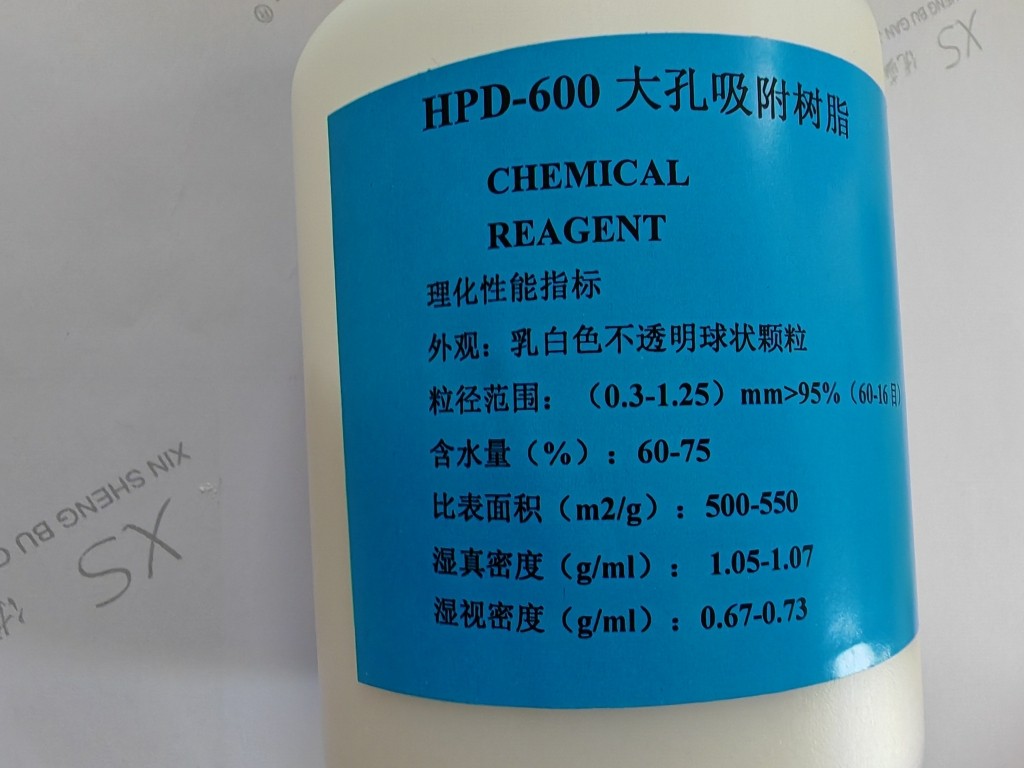 HPD-600 大孔吸附树脂
CHEMICAL
REAGENT
理化性能指标
外观：乳白色不透明球状颗粒
粒径范围：（0.3-1.25）mm>95%（60-16目）
含水量（%）：60-75
比表面积（m2/g）：500-550
湿真密度（g/ml）： 1.05-1.07
湿视密度（g/ml）：0.67-0.73
XIN SHENG BU G
XS
SHENG BU GAN
XS
®